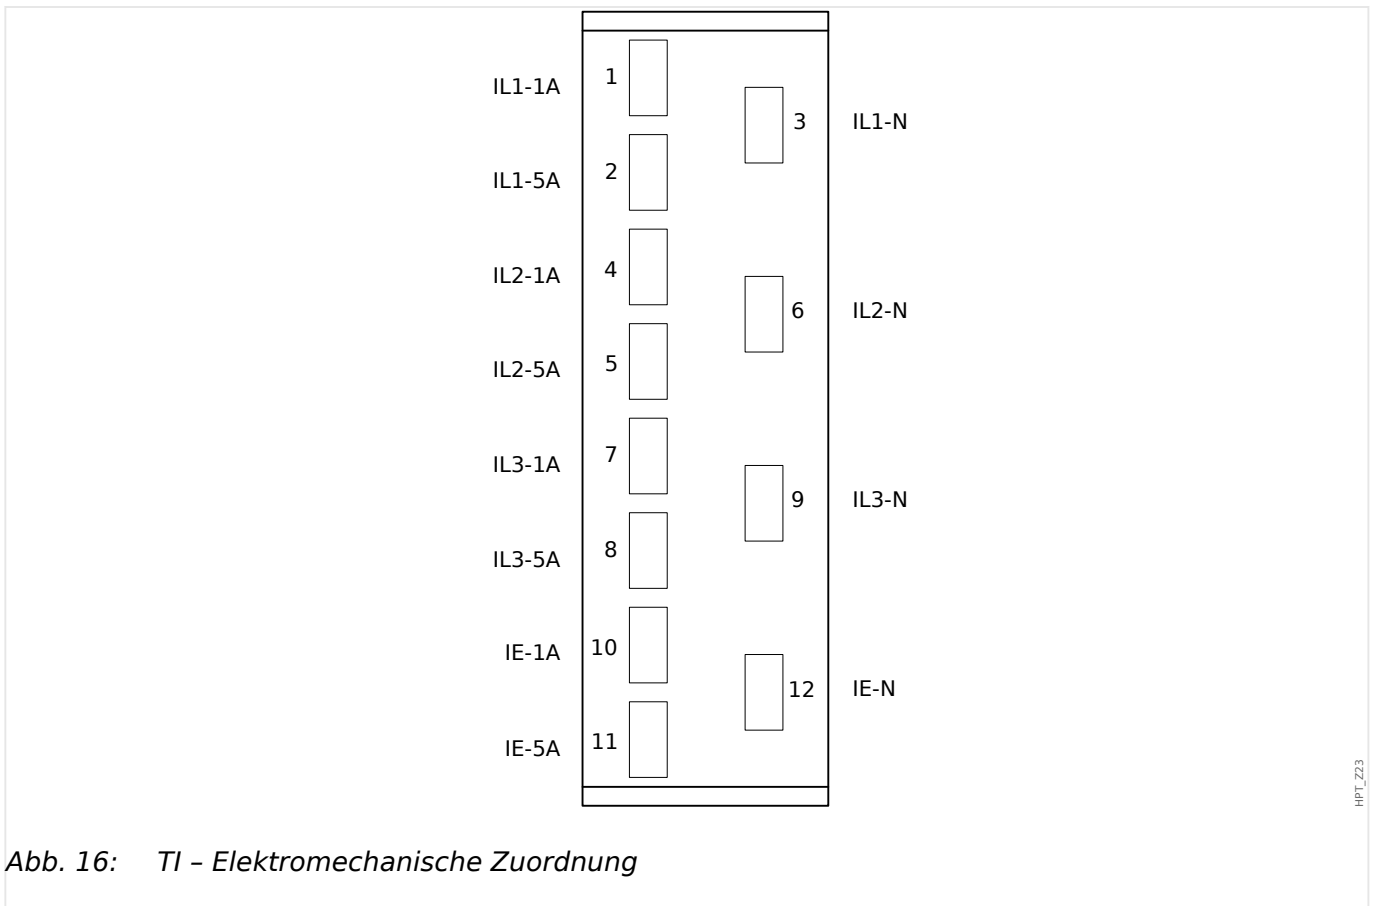 IL1-1A 1
3 IL1-N
IL1-5A 2
IL2-1A 4
6 IL2-N
IL2-5A 5
IL3-1A 7
9 IL3-N
IL3-5A 8
IE-1A 10
12 IE-N
IE-5A 11
HPT_Z23
Abb. 16: TI – Elektromechanische Zuordnung